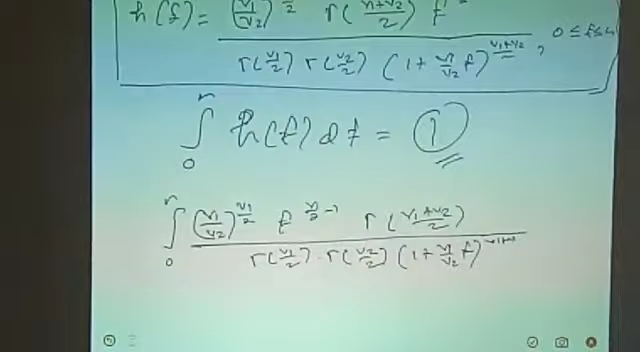 h(f) = (ν1/ν2)^(ν1/2) Γ((ν1+ν2)/2) f / Γ(ν1/2) Γ(ν2/2) (1 + ν1/ν2 f)^((ν1+ν2)/2) , 0 ≤ f ≤
∫0 h(f) df = 1
∫0 (ν1/ν2)^(ν1/2) f^(ν1/2 -1) Γ((ν1+ν2)/2) / Γ(ν1/2) · Γ(ν2/2) (1 + ν1/ν2 f)